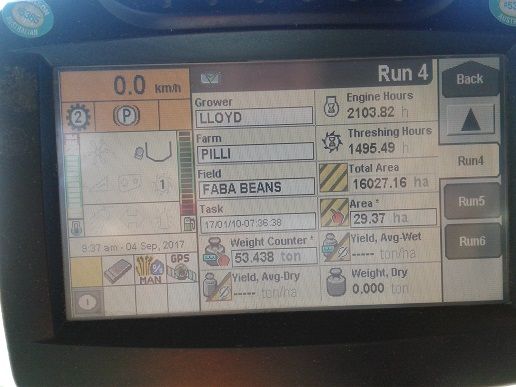 AUSTRALIAN
0.0 km/h
Run 4
Back
2
P
Grower
LLOYD
Engine Hours
2103.82 h
Farm
PILLI
Threshing Hours
1495.49 h
Run4
Field
FABA BEANS
Total Area
16027.16 ha
1
Task
17/01/10-07:36:38
Area *
29.37 ha
Run5
9:37 am - 04 Sep, 2017
Weight Counter *
53.438 ton
Yield, Avg-Wet
----- ton/ha
Run6
MAN
GPS
Yield, Avg-Dry
----- ton/ha
Weight, Dry
0.000 ton